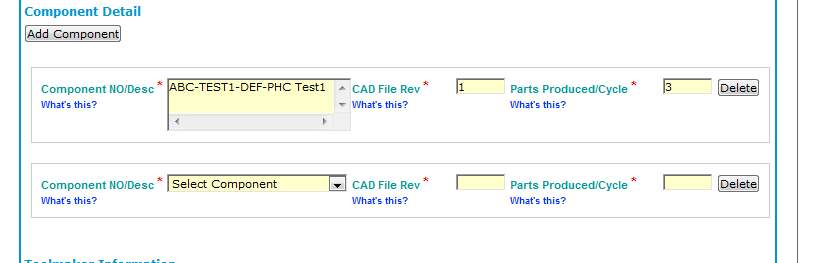 Component Detail
Add Component
Component NO/Desc * ABC-TEST1-DEF-PHC Test1 CAD File Rev * 1 Parts Produced/Cycle * 3 Delete
What's this? What's this? What's this?
Component NO/Desc * Select Component CAD File Rev * Parts Produced/Cycle * Delete
What's this? What's this? What's this?
Toolmaker Information